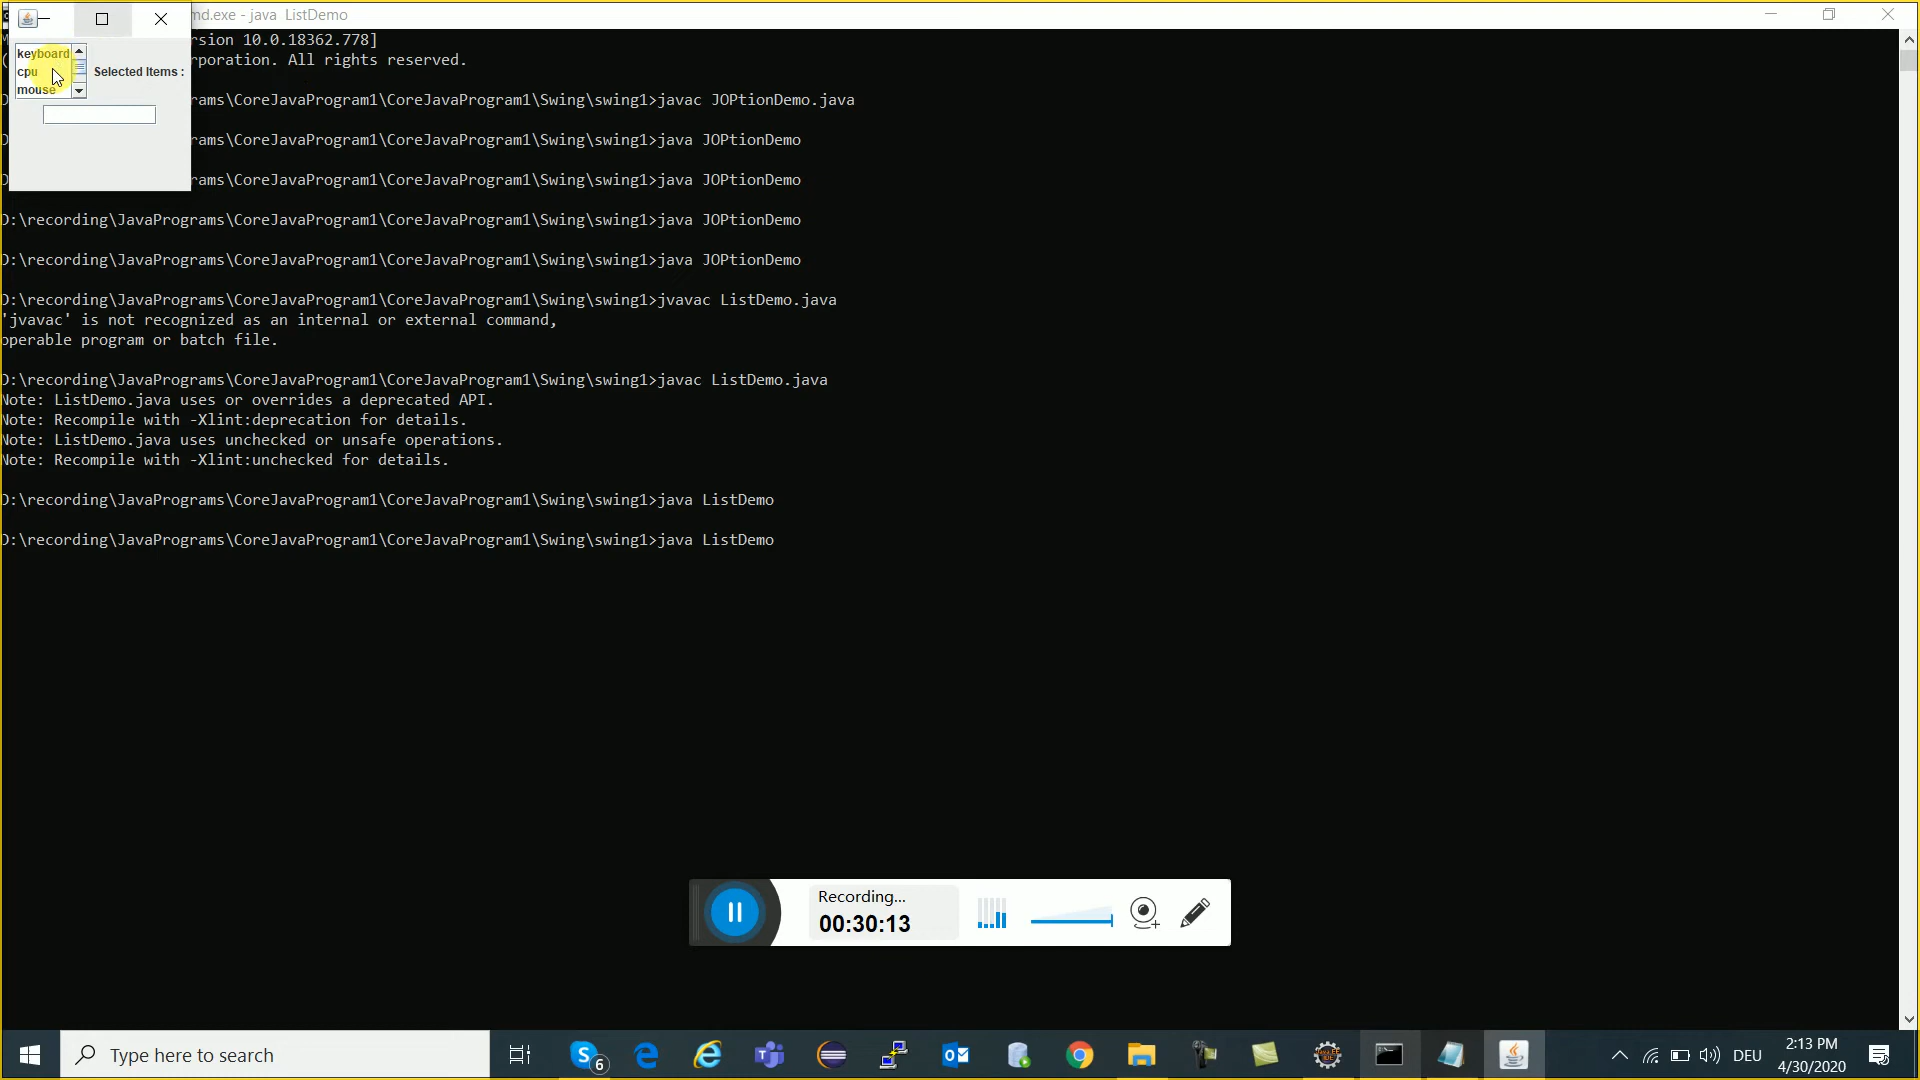 md.exe - java  ListDemo
keyboard
cpu
mouse
Selected Items :
rsion 10.0.18362.778]
rporation. All rights reserved.
rams\CoreJavaProgram1\CoreJavaProgram1\Swing\swing1>javac JOPtionDemo.java
rams\CoreJavaProgram1\CoreJavaProgram1\Swing\swing1>java JOPtionDemo
rams\CoreJavaProgram1\CoreJavaProgram1\Swing\swing1>java JOPtionDemo
D:\recording\JavaPrograms\CoreJavaProgram1\CoreJavaProgram1\Swing\swing1>java JOPtionDemo
D:\recording\JavaPrograms\CoreJavaProgram1\CoreJavaProgram1\Swing\swing1>java JOPtionDemo
D:\recording\JavaPrograms\CoreJavaProgram1\CoreJavaProgram1\Swing\swing1>jvavac ListDemo.java
'jvavac' is not recognized as an internal or external command,
operable program or batch file.
D:\recording\JavaPrograms\CoreJavaProgram1\CoreJavaProgram1\Swing\swing1>javac ListDemo.java
Note: ListDemo.java uses or overrides a deprecated API.
Note: Recompile with -Xlint:deprecation for details.
Note: ListDemo.java uses unchecked or unsafe operations.
Note: Recompile with -Xlint:unchecked for details.
D:\recording\JavaPrograms\CoreJavaProgram1\CoreJavaProgram1\Swing\swing1>java ListDemo
D:\recording\JavaPrograms\CoreJavaProgram1\CoreJavaProgram1\Swing\swing1>java ListDemo
Recording...
00:30:13
Type here to search
6
DEU
2:13 PM
4/30/2020